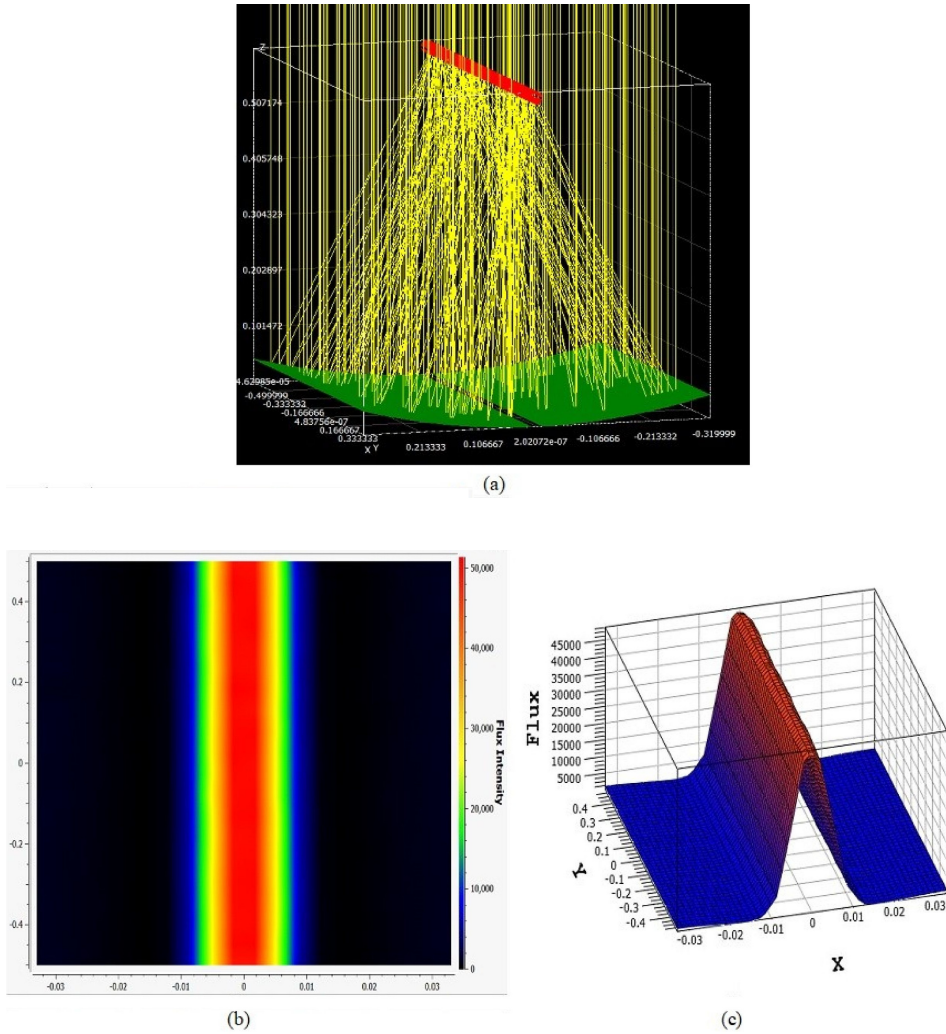 Z
0.507174
0.405748
0.304323
0.202897
0.101472
4.62985e-05
-0.499999
-0.333333
-0.166666
4.83756e-07
0.166667
0.333333
X Y
0.213333 0.106667 2.02072e-07 -0.106666 -0.213332 -0.319999
(a)
0.4
0.2
0
-0.2
-0.4
-0.03 -0.02 -0.01 0 0.01 0.02 0.03
50,000
40,000
30,000
20,000
10,000
0
Flux Intensity
(b)
45000
40000
35000
30000
25000
20000
15000
10000
5000
Flux
0.4
0.3
0.2
0.1
0
-0.1
-0.2
-0.3
-0.4
Y
-0.03 -0.02 -0.01 0 0.01 0.02 0.03
X
(c)